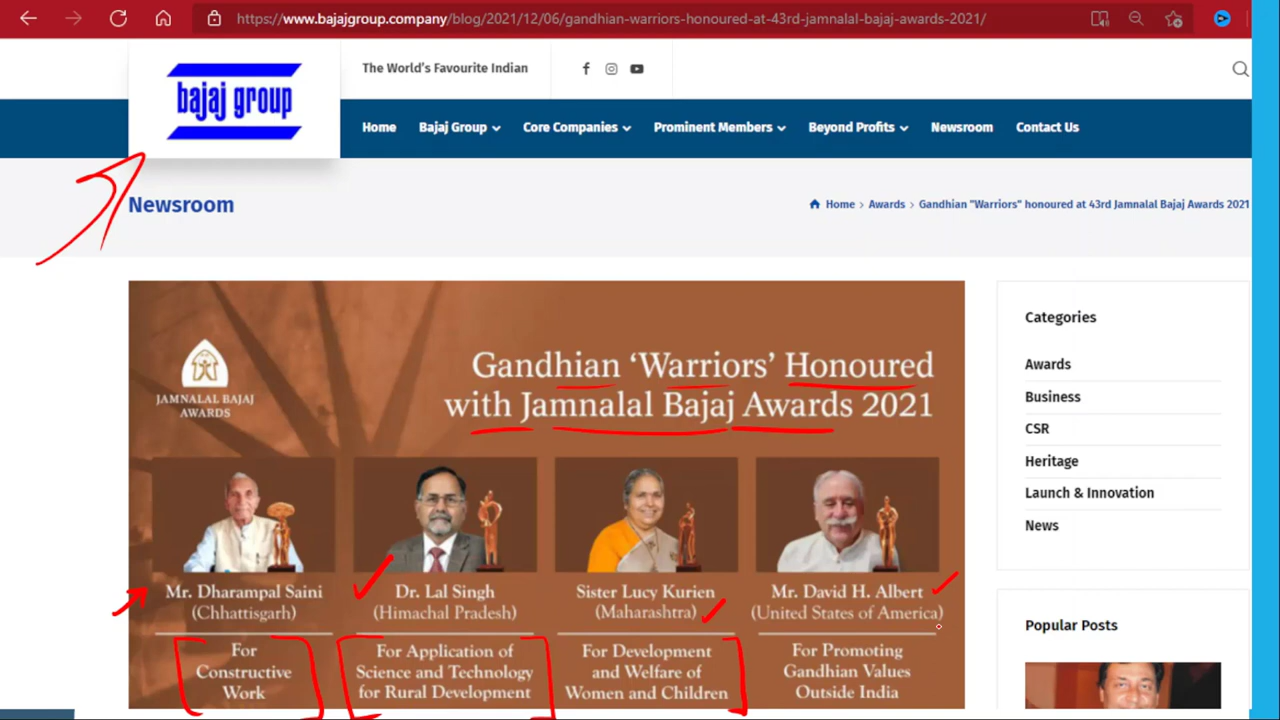 https://www.bajajgroup.company/blog/2021/12/06/gandhian-warriors-honoured-at-43rd-jamnalal-bajaj-awards-2021/
bajaj group
The World's Favourite Indian
Home Bajaj Group Core Companies Prominent Members Beyond Profits Newsroom Contact Us
Newsroom
Home > Awards > Gandhian "Warriors" honoured at 43rd Jamnalal Bajaj Awards 2021
JAMNALAL BAJAJ
AWARDS
Gandhian 'Warriors' Honoured
with Jamnalal Bajaj Awards 2021
Mr. Dharampal Saini
(Chhattisgarh)
For
Constructive
Work
Dr. Lal Singh
(Himachal Pradesh)
For Application of
Science and Technology
for Rural Development
Sister Lucy Kurien
(Maharashtra)
For Development
and Welfare of
Women and Children
Mr. David H. Albert
(United States of America)
For Promoting
Gandhian Values
Outside India
Categories
Awards
Business
CSR
Heritage
Launch & Innovation
News
Popular Posts